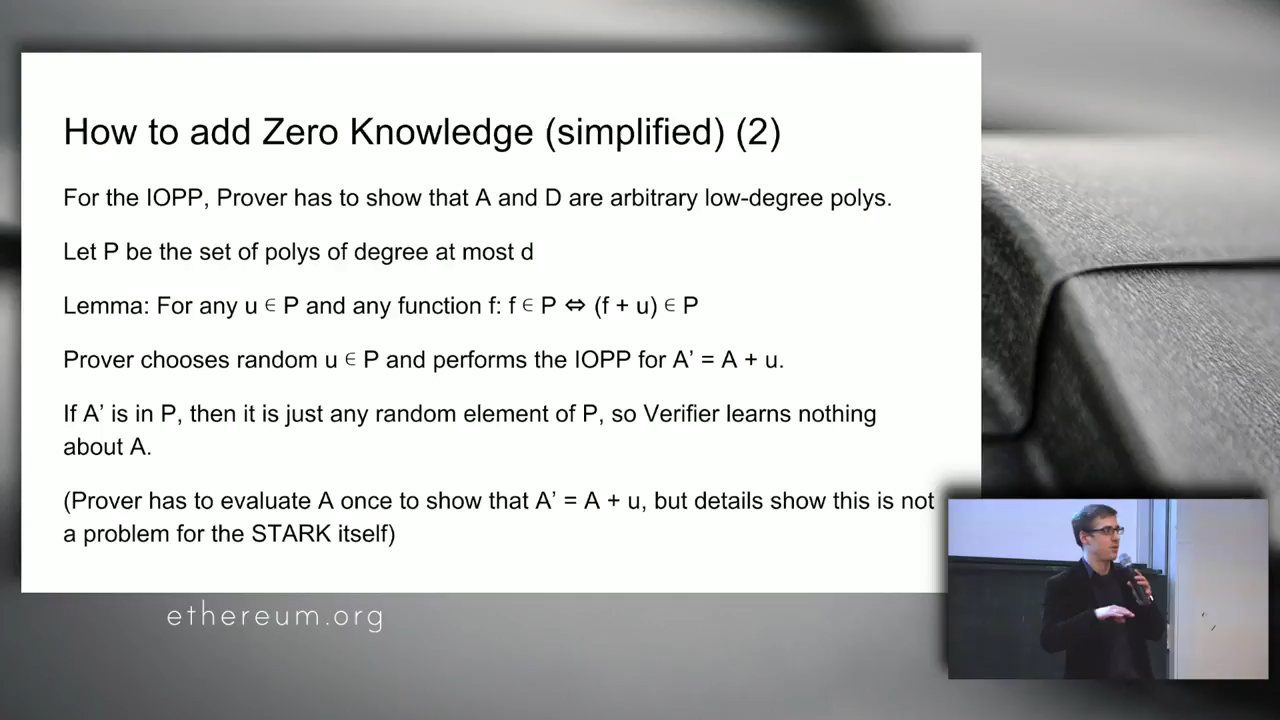 How to add Zero Knowledge (simplified) (2)
For the IOPP, Prover has to show that A and D are arbitrary low-degree polys.
Let P be the set of polys of degree at most d
Lemma: For any u ∈ P and any function f: f ∈ P ⇔ (f + u) ∈ P
Prover chooses random u ∈ P and performs the IOPP for A’ = A + u.
If A’ is in P, then it is just any random element of P, so Verifier learns nothing
about A.
(Prover has to evaluate A once to show that A’ = A + u, but details show this is not
a problem for the STARK itself)
ethereum.org